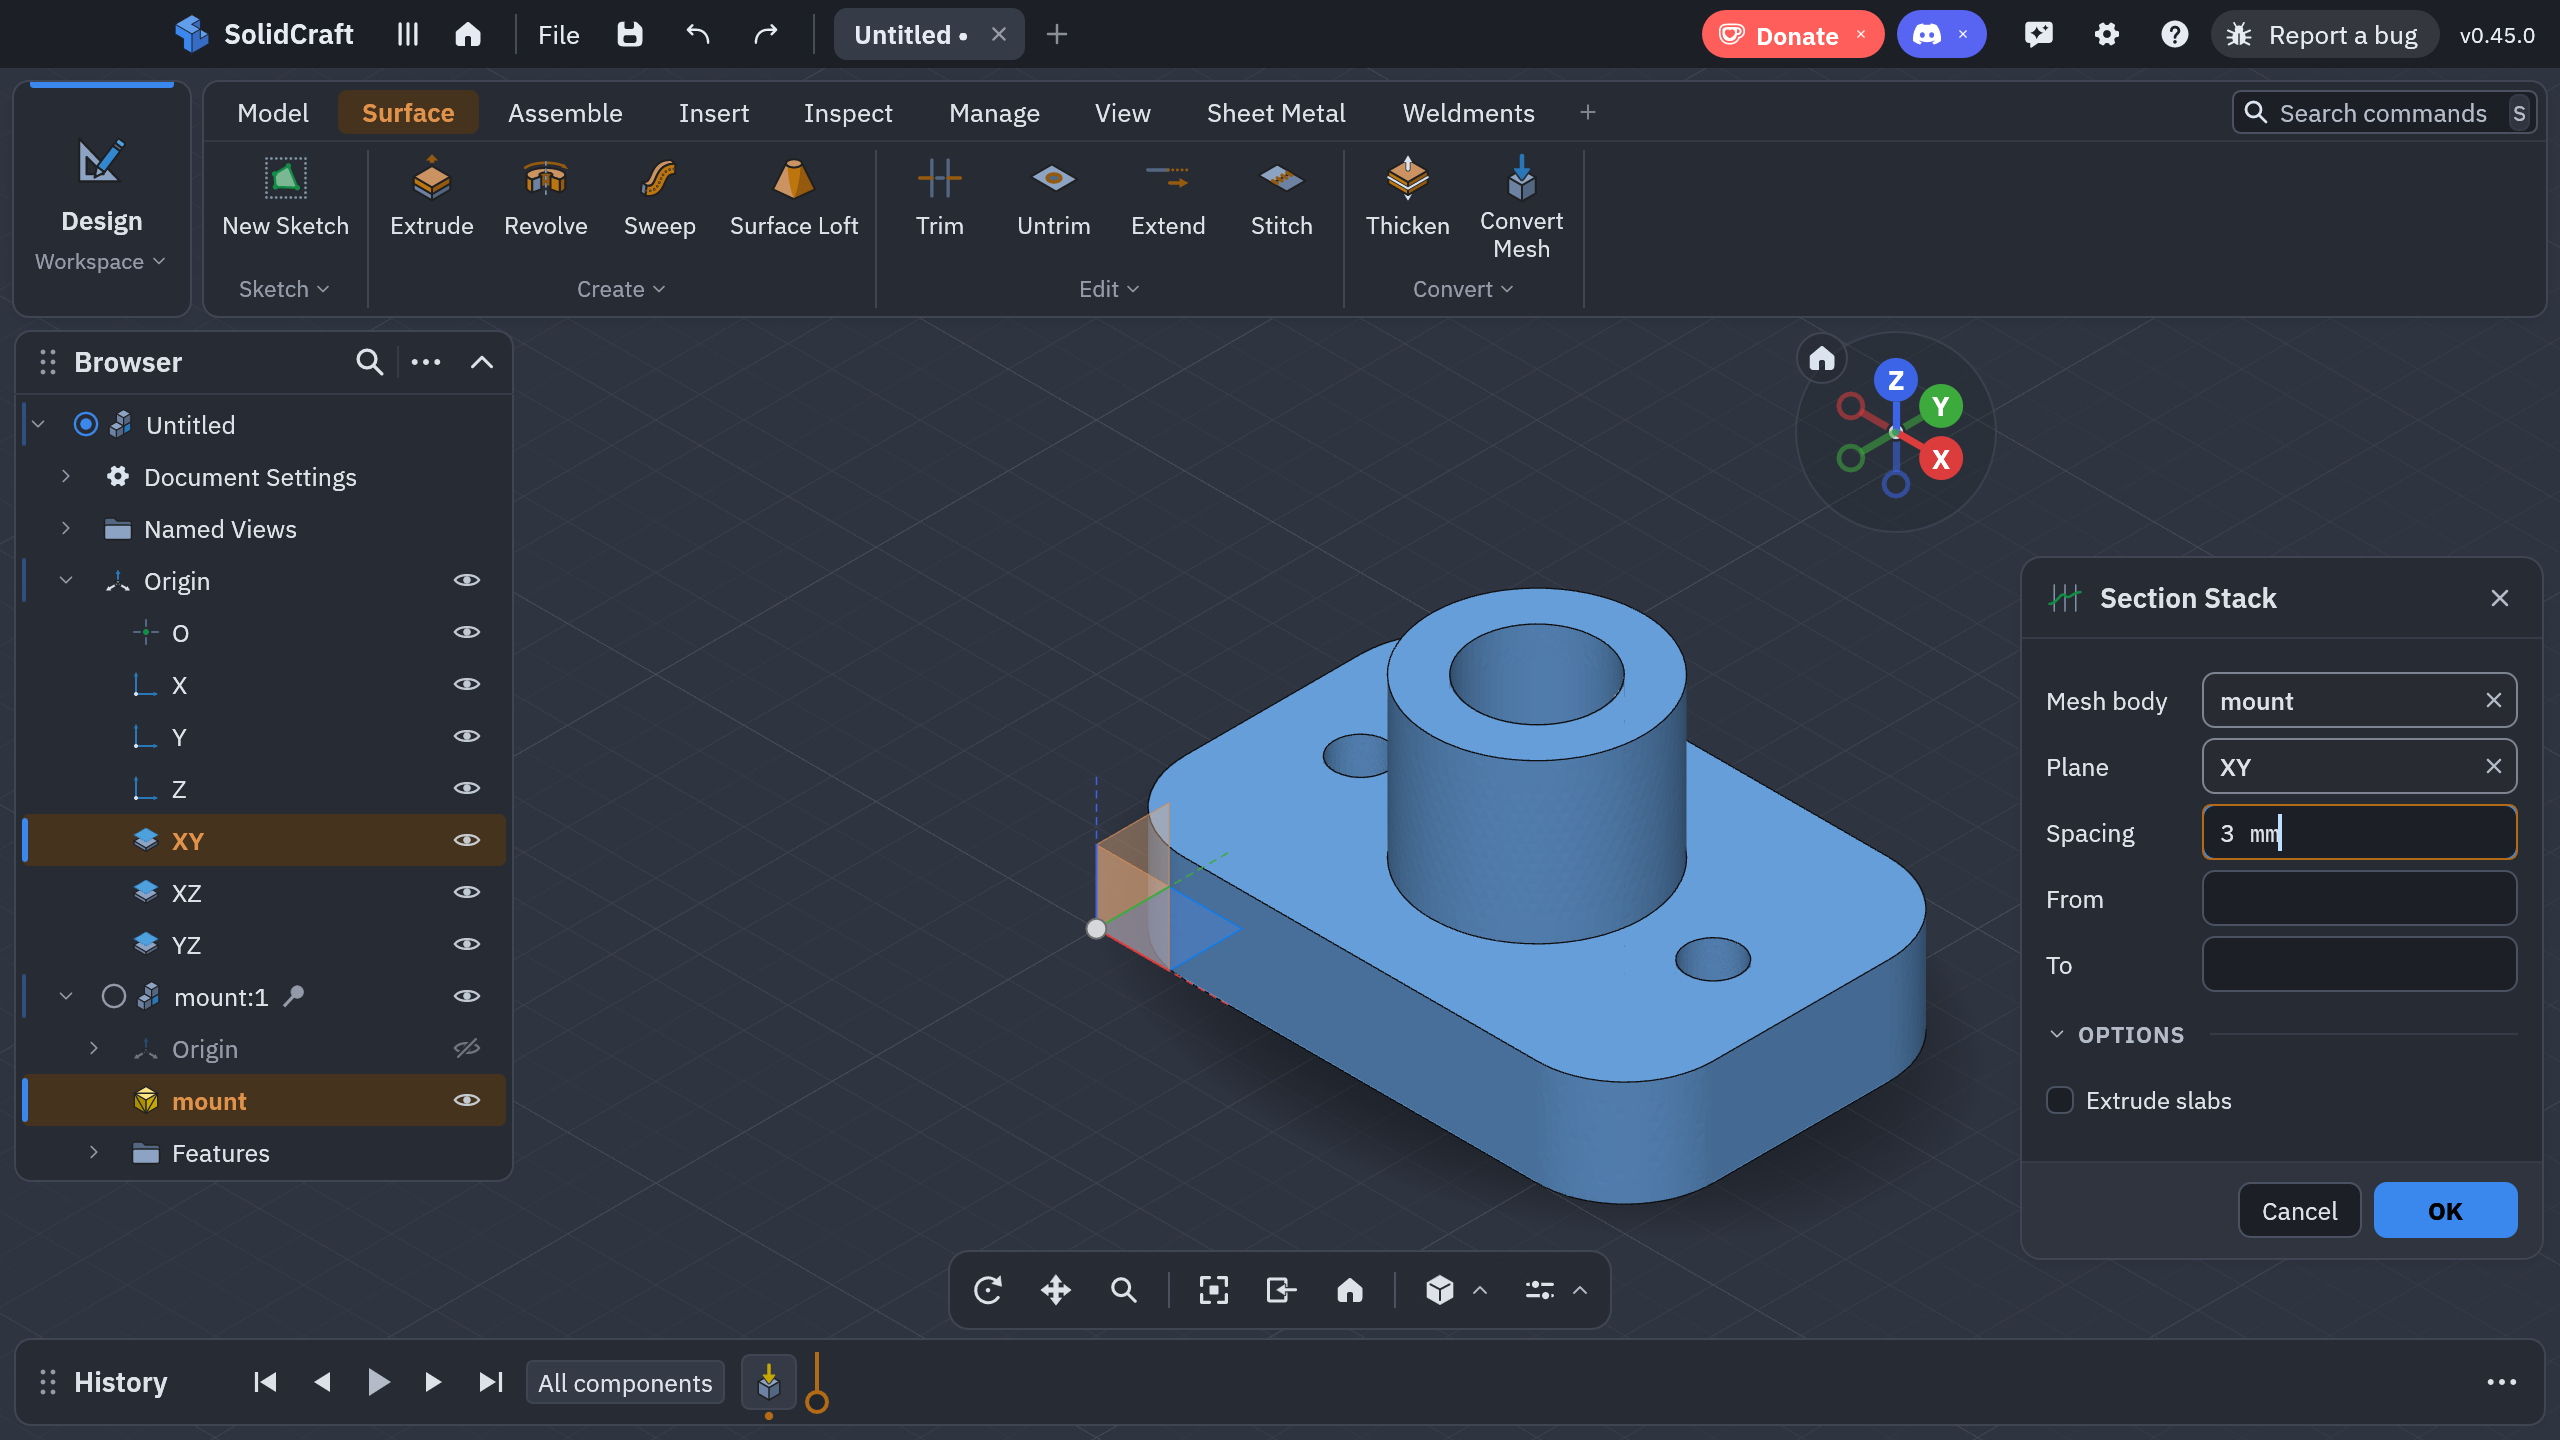 SolidCraft
File
Untitled •
Donate
Report a bug
v0.45.0
Design
Workspace
Model
Surface
Assemble
Insert
Inspect
Manage
View
Sheet Metal
Weldments
Search commands
S
New Sketch
Extrude
Revolve
Sweep
Surface Loft
Trim
Untrim
Extend
Stitch
Thicken
Convert
Mesh
Sketch
Create
Edit
Convert
Browser
Untitled
Document Settings
Named Views
Origin
O
X
Y
Z
XY
XZ
YZ
mount:1
Origin
mount
Features
Z
Y
X
Section Stack
Mesh body
mount
Plane
XY
Spacing
3 mm
From
To
OPTIONS
Extrude slabs
Cancel
OK
History
All components